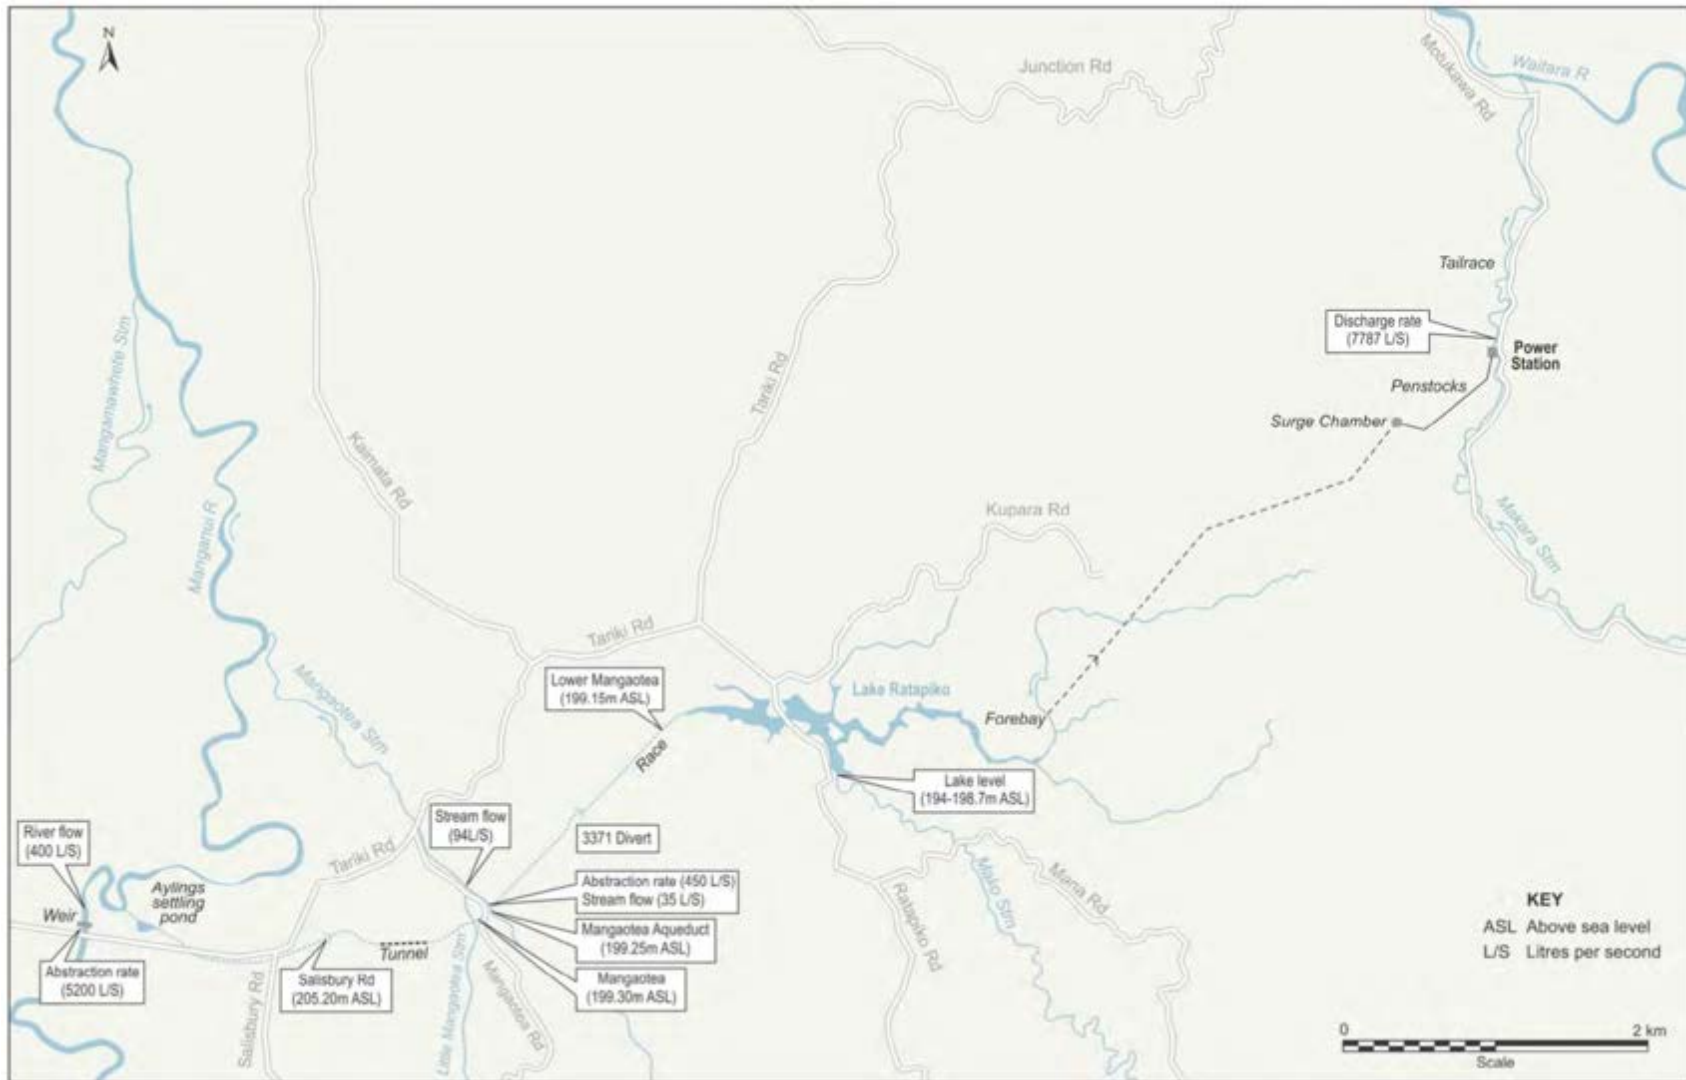 N
Junction Rd
Motukawa Rd
Waitara R
Tailrace
Discharge rate
(7787 L/S)
Power
Station
Penstocks
Surge Chamber
Mangamawhete Stm
Kaimata Rd
Tariki Rd
Manganui R
Kupara Rd
Makara Stm
Tariki Rd
Mangaotea Stm
Lower Mangaotea
(199.15m ASL)
Lake Ratapiko
Forebay
Race
Lake level
(194-198.7m ASL)
Stream flow
(94L/S)
3371 Divert
River flow
(400 L/S)
Tariki Rd
Aylings
settling
pond
Abstraction rate (450 L/S)
Stream flow (35 L/S)
Weir
Mangaotea Aqueduct
(199.25m ASL)
Tunnel
Abstraction rate
(5200 L/S)
Salisbury Rd
(205.20m ASL)
Mangaotea
(199.30m ASL)
Salisbury Rd
Little Mangaotea Stm
Mangaotea Rd
Ratapiko Rd
Mako Stm
Mana Rd
KEY
ASL Above sea level
L/S Litres per second
0 2 km
Scale